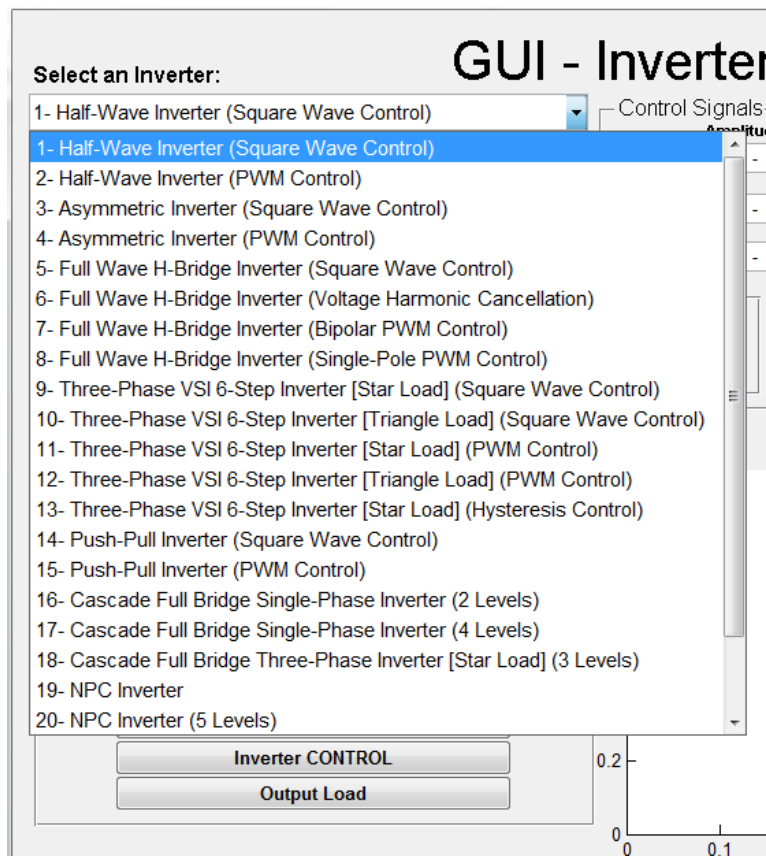 GUI - Inverter
Select an Inverter:
1- Half-Wave Inverter (Square Wave Control)
Control Signals
1- Half-Wave Inverter (Square Wave Control)
2- Half-Wave Inverter (PWM Control)
3- Asymmetric Inverter (Square Wave Control)
4- Asymmetric Inverter (PWM Control)
5- Full Wave H-Bridge Inverter (Square Wave Control)
6- Full Wave H-Bridge Inverter (Voltage Harmonic Cancellation)
7- Full Wave H-Bridge Inverter (Bipolar PWM Control)
8- Full Wave H-Bridge Inverter (Single-Pole PWM Control)
9- Three-Phase VSI 6-Step Inverter [Star Load] (Square Wave Control)
10- Three-Phase VSI 6-Step Inverter [Triangle Load] (Square Wave Control)
11- Three-Phase VSI 6-Step Inverter [Star Load] (PWM Control)
12- Three-Phase VSI 6-Step Inverter [Triangle Load] (PWM Control)
13- Three-Phase VSI 6-Step Inverter [Star Load] (Hysteresis Control)
14- Push-Pull Inverter (Square Wave Control)
15- Push-Pull Inverter (PWM Control)
16- Cascade Full Bridge Single-Phase Inverter (2 Levels)
17- Cascade Full Bridge Single-Phase Inverter (4 Levels)
18- Cascade Full Bridge Three-Phase Inverter [Star Load] (3 Levels)
19- NPC Inverter
20- NPC Inverter (5 Levels)
Inverter CONTROL
Output Load
0.2
0
0 0.1